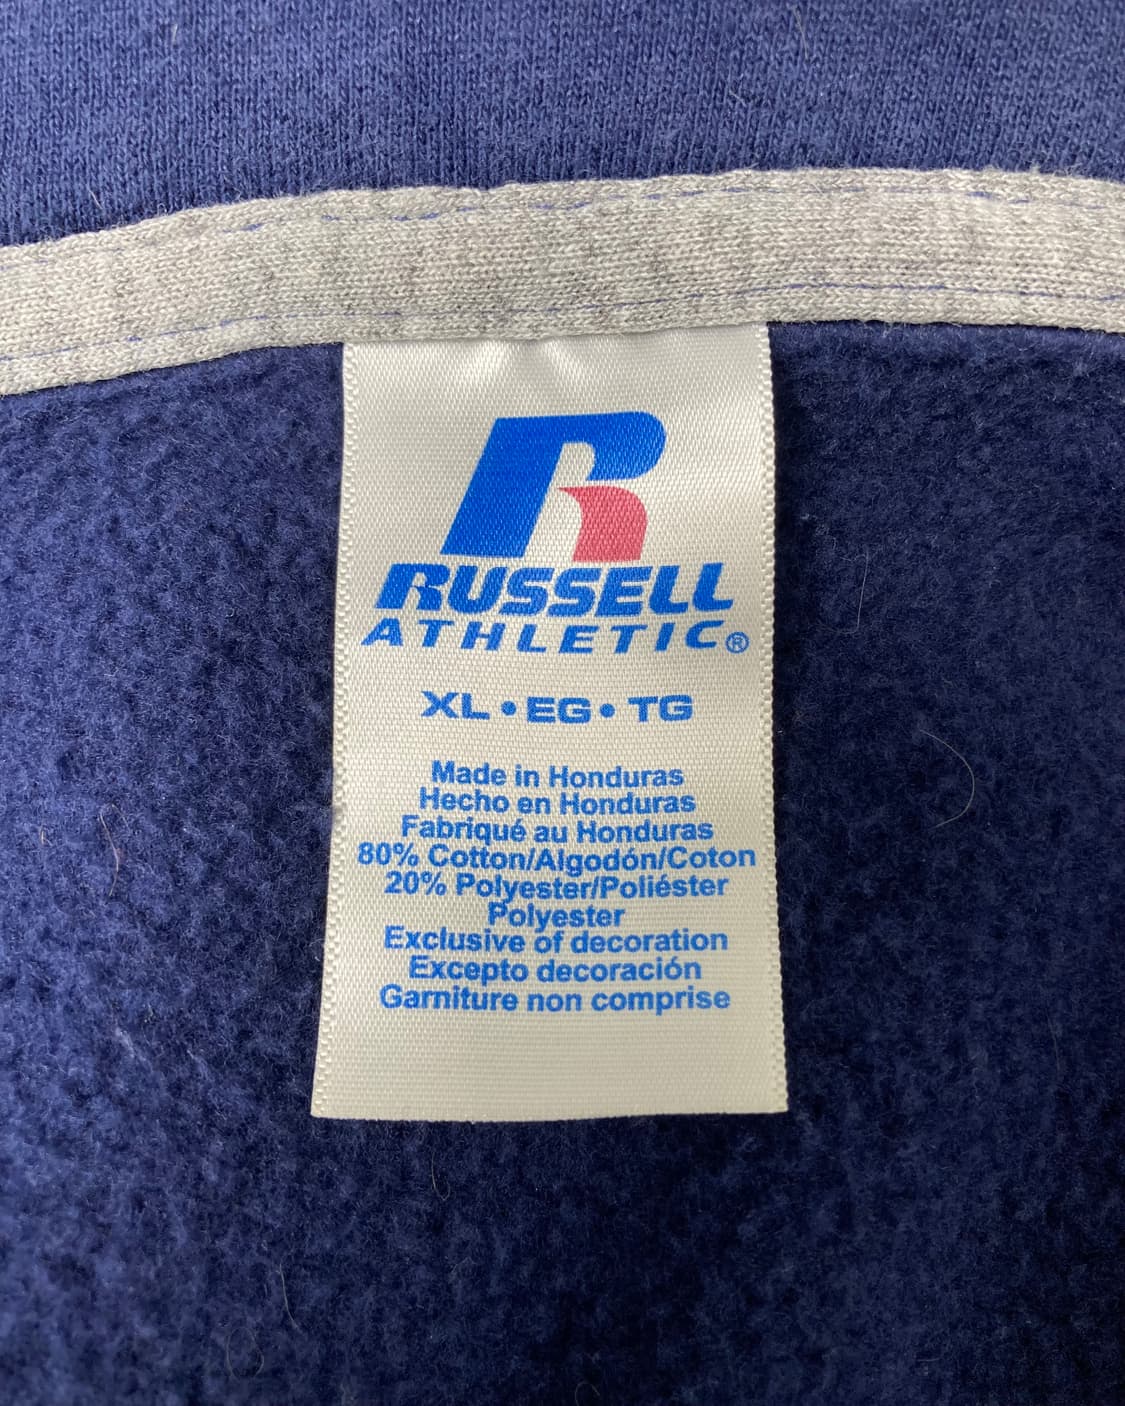 RUSSELL
ATHLETIC®
XL • EG • TG
Made in Honduras
Hecho en Honduras
Fabriqué au Honduras
80% Cotton/Algodón/Coton
20% Polyester/Poliéster
Polyester
Exclusive of decoration
Excepto decoración
Garniture non comprise